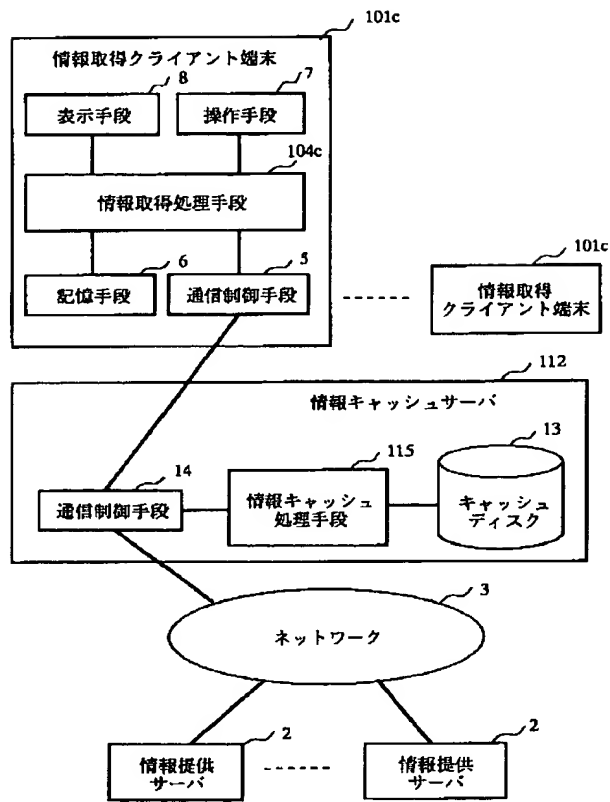 101c
情報取得クライアント端末
8
7
表示手段
操作手段
104c
情報取得処理手段
6
5
記憶手段
通信制御手段
101c
情報取得
クライアント端末
112
情報キャッシュサーバ
14
115
13
通信制御手段
情報キャッシュ
処理手段
キャッシュ
ディスク
3
ネットワーク
2
2
情報提供
サーバ
情報提供
サーバ